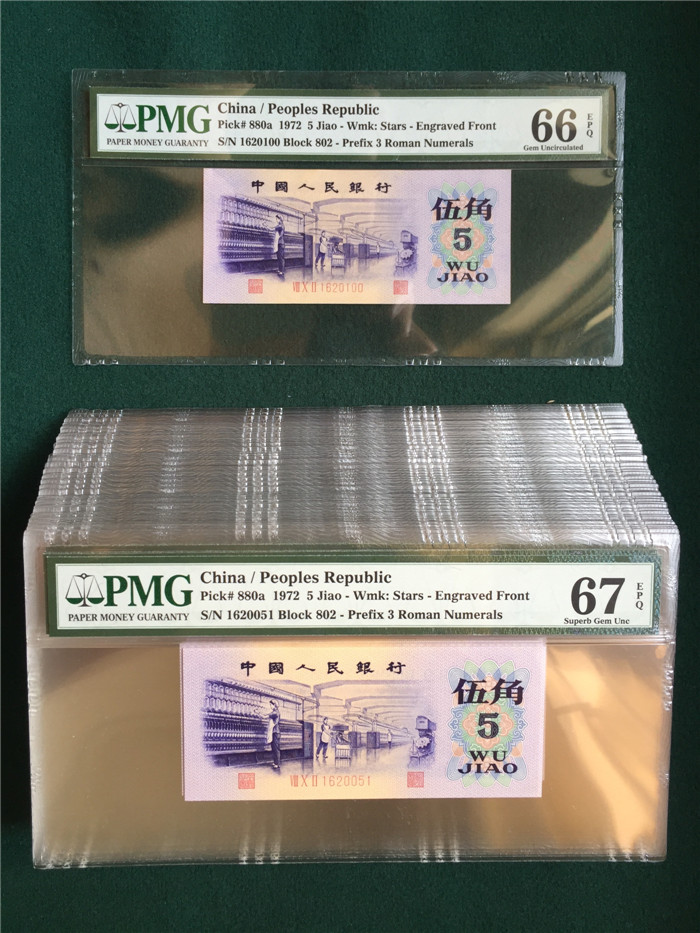 PMG
PAPER MONEY GUARANTY
China / Peoples Republic
Pick# 880a 1972 5 Jiao - Wmk: Stars - Engraved Front
S/N 1620100 Block 802 - Prefix 3 Roman Numerals
66
EPQ
Gem Uncirculated
中國人民銀行
伍角
5
WU
JIAO
VIII X II 1620100
PMG
PAPER MONEY GUARANTY
China / Peoples Republic
Pick# 880a 1972 5 Jiao - Wmk: Stars - Engraved Front
S/N 1620051 Block 802 - Prefix 3 Roman Numerals
67
EPQ
Superb Gem Unc
中國人民銀行
伍角
5
WU
JIAO
VIII X II 1620051